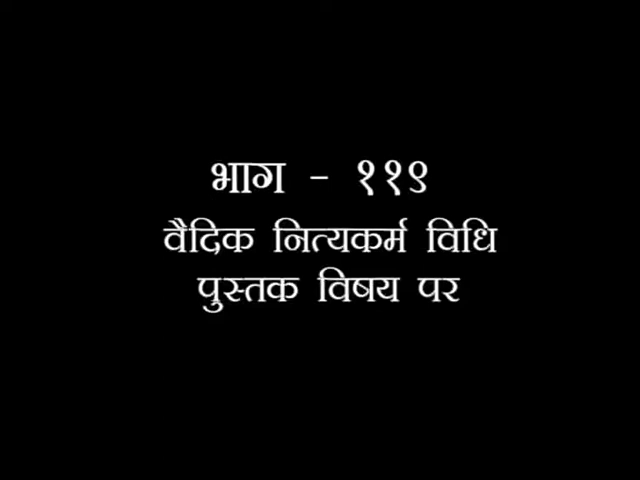 भाग - ११९
वैदिक नित्यकर्म विधि
पुस्तक विषय पर